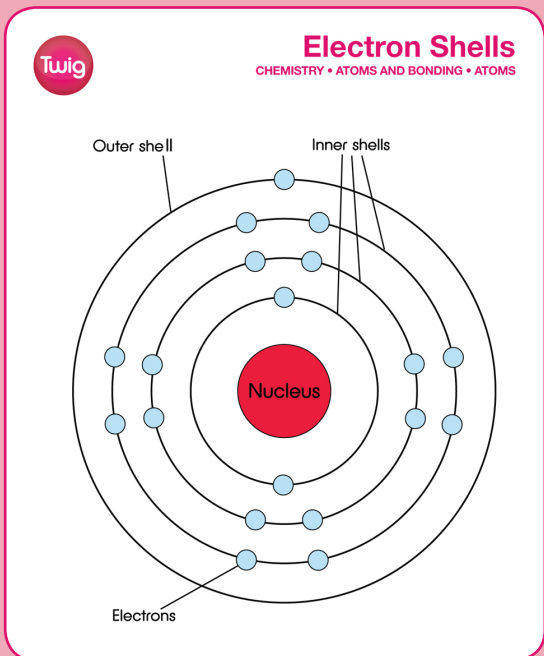 Twig
Electron Shells
CHEMISTRY • ATOMS AND BONDING • ATOMS
Outer shell
Inner shells
Nucleus
Electrons